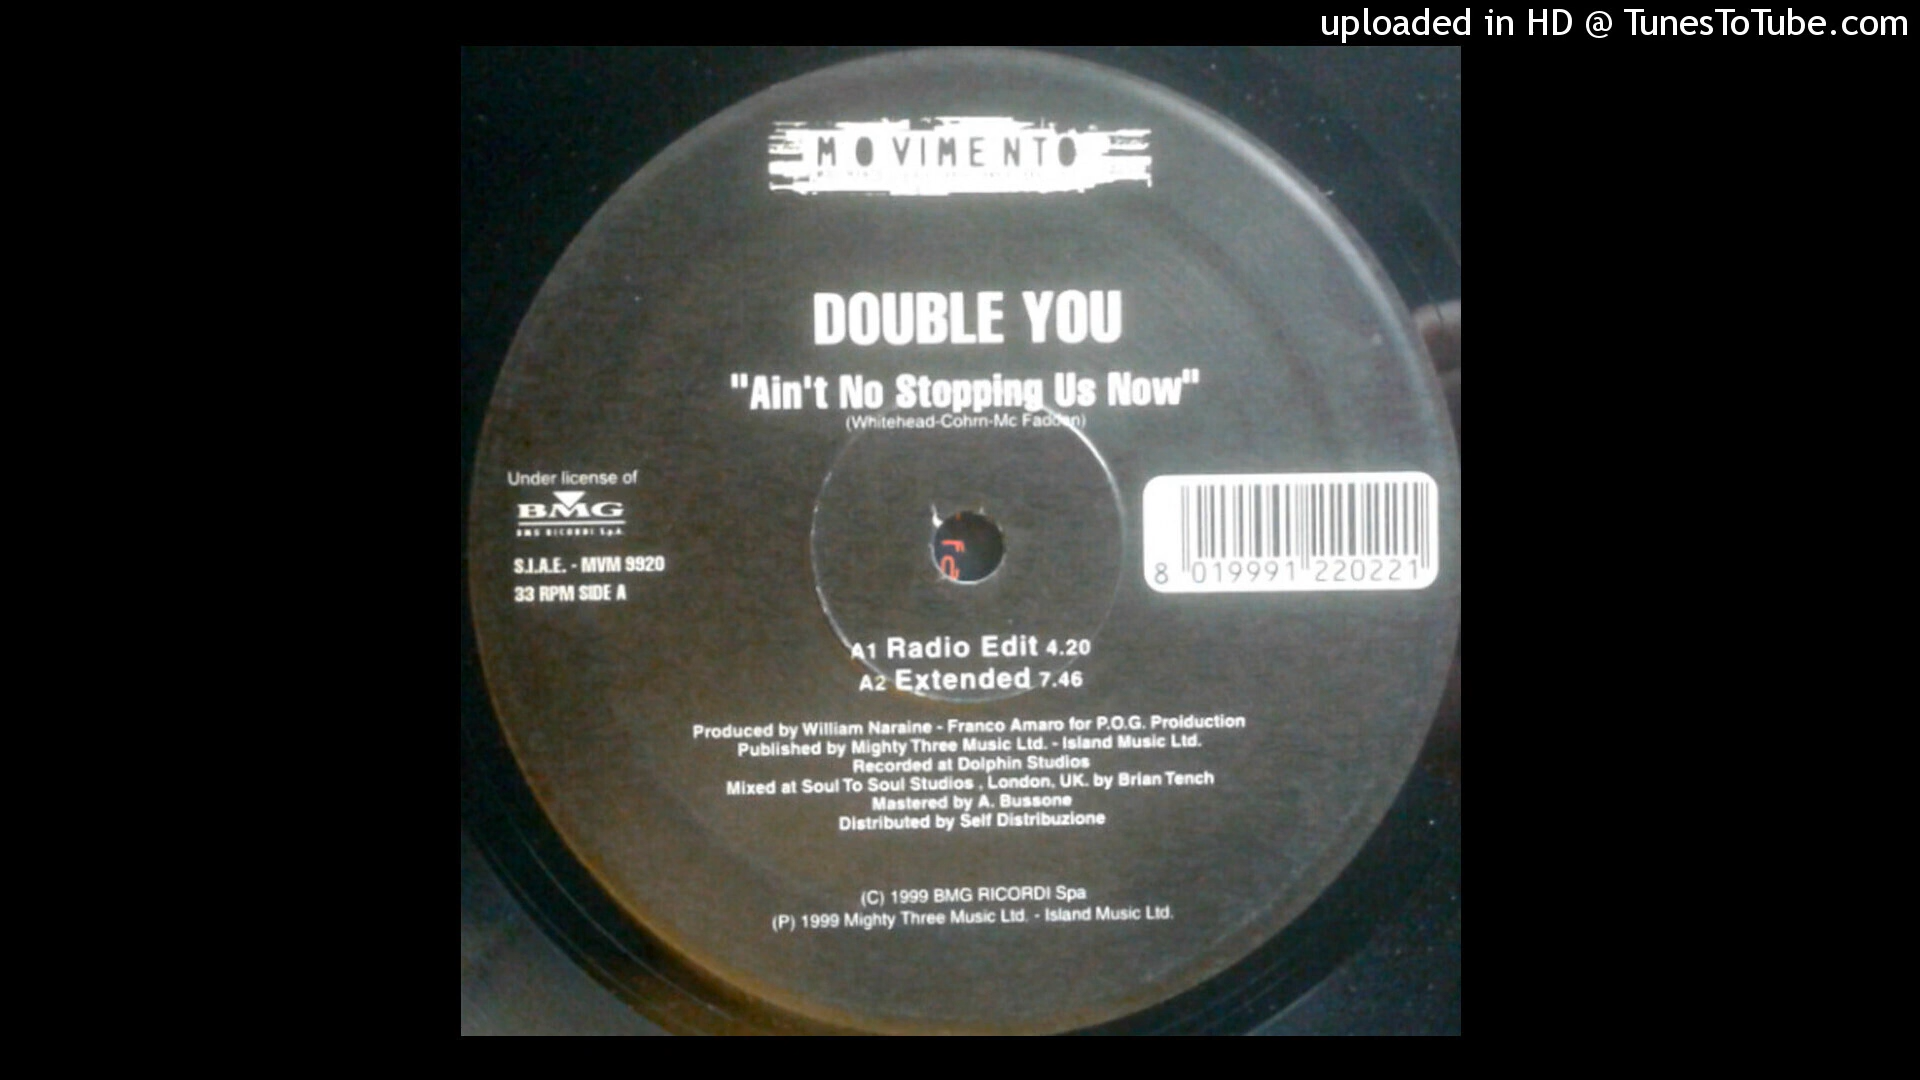 uploaded in HD @ TunesToTube.com
MOVIMENTO
DOUBLE YOU
"Ain't No Stopping Us Now"
(Whitehead-Cohrn-Mc Fadden)
Under license of
BMG
BMG RICORDI S.p.A.
S.I.A.E. - MVM 9920
33 RPM SIDE A
8 019991 220221
A1 Radio Edit 4.20
A2 Extended 7.46
Produced by William Naraine - Franco Amaro for P.O.G. Proiduction
Published by Mighty Three Music Ltd. - Island Music Ltd.
Recorded at Dolphin Studios
Mixed at Soul To Soul Studios , London, UK. by Brian Tench
Mastered by A. Bussone
Distributed by Self Distribuzione
(C) 1999 BMG RICORDI Spa
(P) 1999 Mighty Three Music Ltd. - Island Music Ltd.